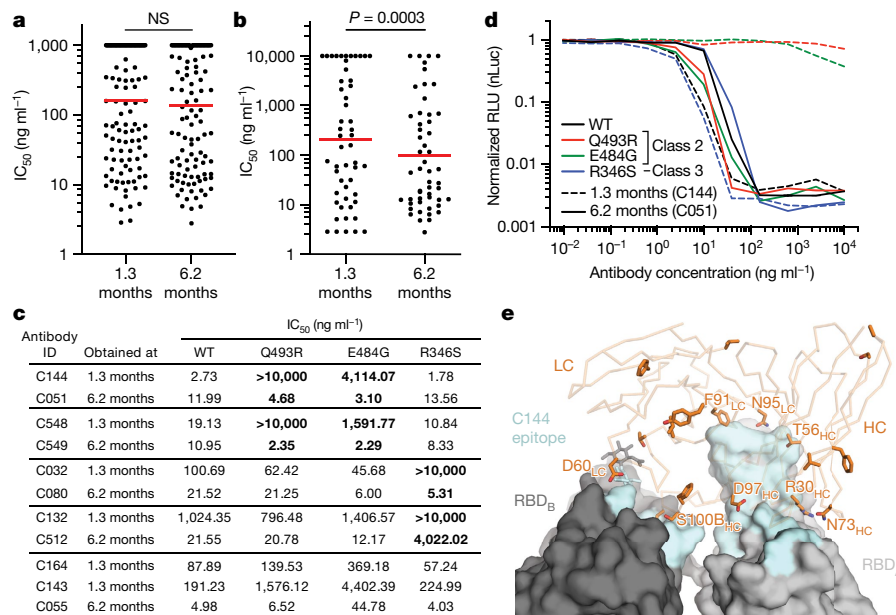 a
NS
IC50 (ng ml−1)
1,000
100
10
1
1.3 months
6.2 months
b
P = 0.0003
IC50 (ng ml−1)
10,000
1,000
100
10
1
1.3 months
6.2 months
c
IC50 (ng ml−1)
Antibody ID Obtained at WT Q493R E484G R346S
C144 1.3 months 2.73 >10,000 4,114.07 1.78
C051 6.2 months 11.99 4.68 3.10 13.56
C548 1.3 months 19.13 >10,000 1,591.77 10.84
C549 6.2 months 10.95 2.35 2.29 8.33
C032 1.3 months 100.69 62.42 45.68 >10,000
C080 6.2 months 21.52 21.25 6.00 5.31
C132 1.3 months 1,024.35 796.48 1,406.57 >10,000
C512 6.2 months 21.55 20.78 12.17 4,022.02
C164 1.3 months 87.89 139.53 369.18 57.24
C143 1.3 months 191.23 1,576.12 4,402.39 224.99
C055 6.2 months 4.98 6.52 44.78 4.03
d
Normalized RLU (nLuc)
1
0.1
0.01
0.004
0.001
WT
Q493R
E484G
Class 2
R346S Class 3
1.3 months (C144)
6.2 months (C051)
10−2 10−1 100 101 102 103 104
Antibody concentration (ng ml−1)
e
LC
HC
C144 epitope
F91LC
N95LC
T56HC
D60LC
D97HC
R30HC
S100BHC
N73HC
RBDB
RBD